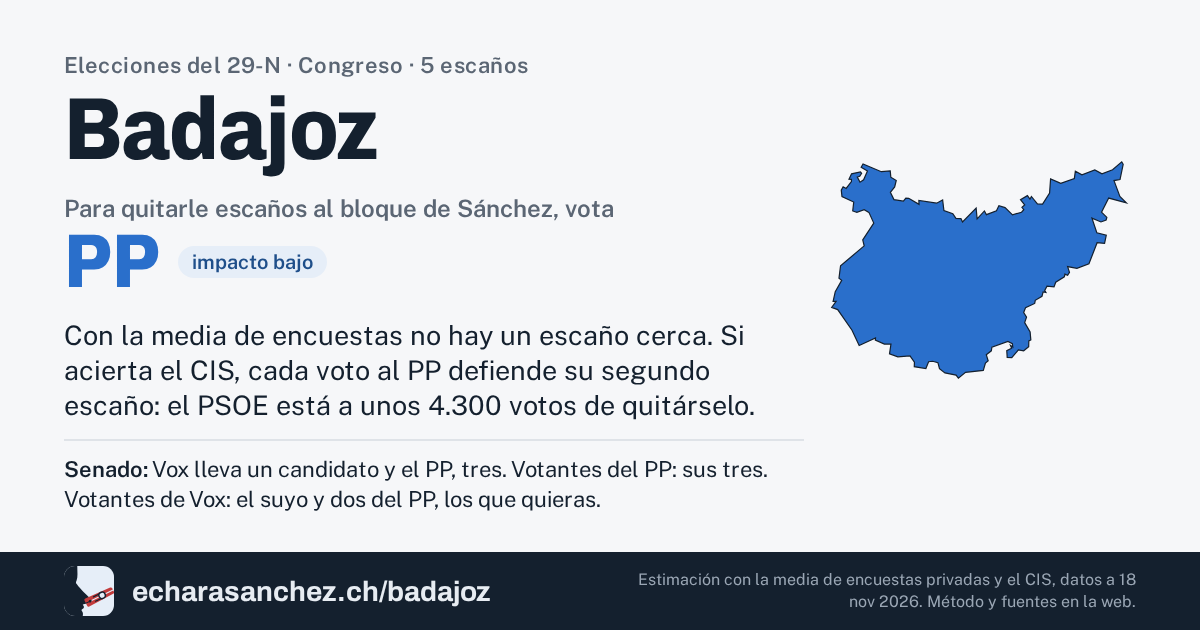 Elecciones del 29-N · Congreso · 5 escaños
Badajoz
Para quitarle escaños al bloque de Sánchez, vota
PP
impacto bajo
Con la media de encuestas no hay un escaño cerca. Si
acierta el CIS, cada voto al PP defiende su segundo
escaño: el PSOE está a unos 4.300 votos de quitárselo.
Senado: Vox lleva un candidato y el PP, tres. Votantes del PP: sus tres.
Votantes de Vox: el suyo y dos del PP, los que quieras.
echarasanchez.ch/badajoz
Estimación con la media de encuestas privadas y el CIS, datos a 18
nov 2026. Método y fuentes en la web.